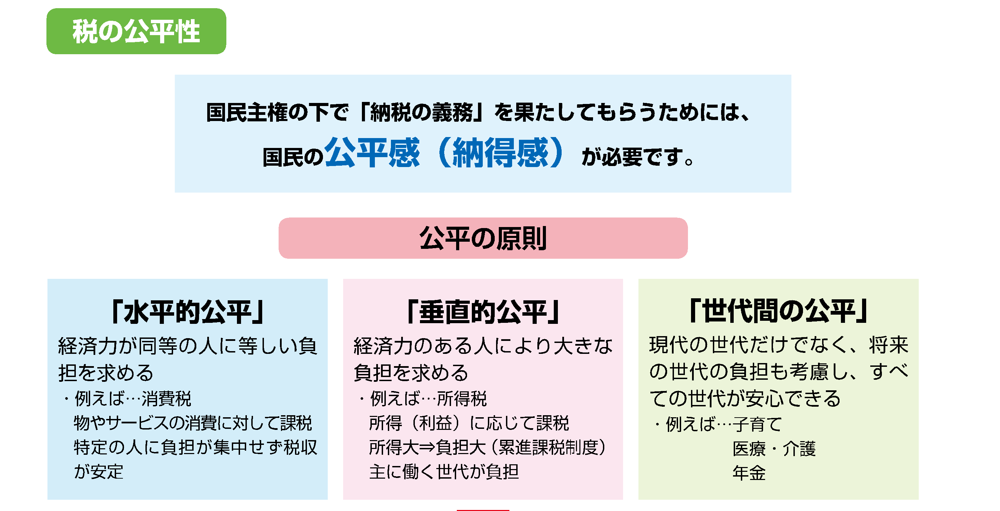 税の公平性
国民主権の下で「納税の義務」を果たしてもらうためには、
国民の公平感（納得感）が必要です。
公平の原則
「水平的公平」
経済力が同等の人に等しい負
担を求める
・例えば…消費税
物やサービスの消費に対して課税
特定の人に負担が集中せず税収
が安定
「垂直的公平」
経済力のある人により大きな
負担を求める
・例えば…所得税
所得（利益）に応じて課税
所得大⇒負担大（累進課税制度）
主に働く世代が負担
「世代間の公平」
現代の世代だけでなく、将来
の世代の負担も考慮し、すべ
ての世代が安心できる
・例えば…子育て
医療・介護
年金